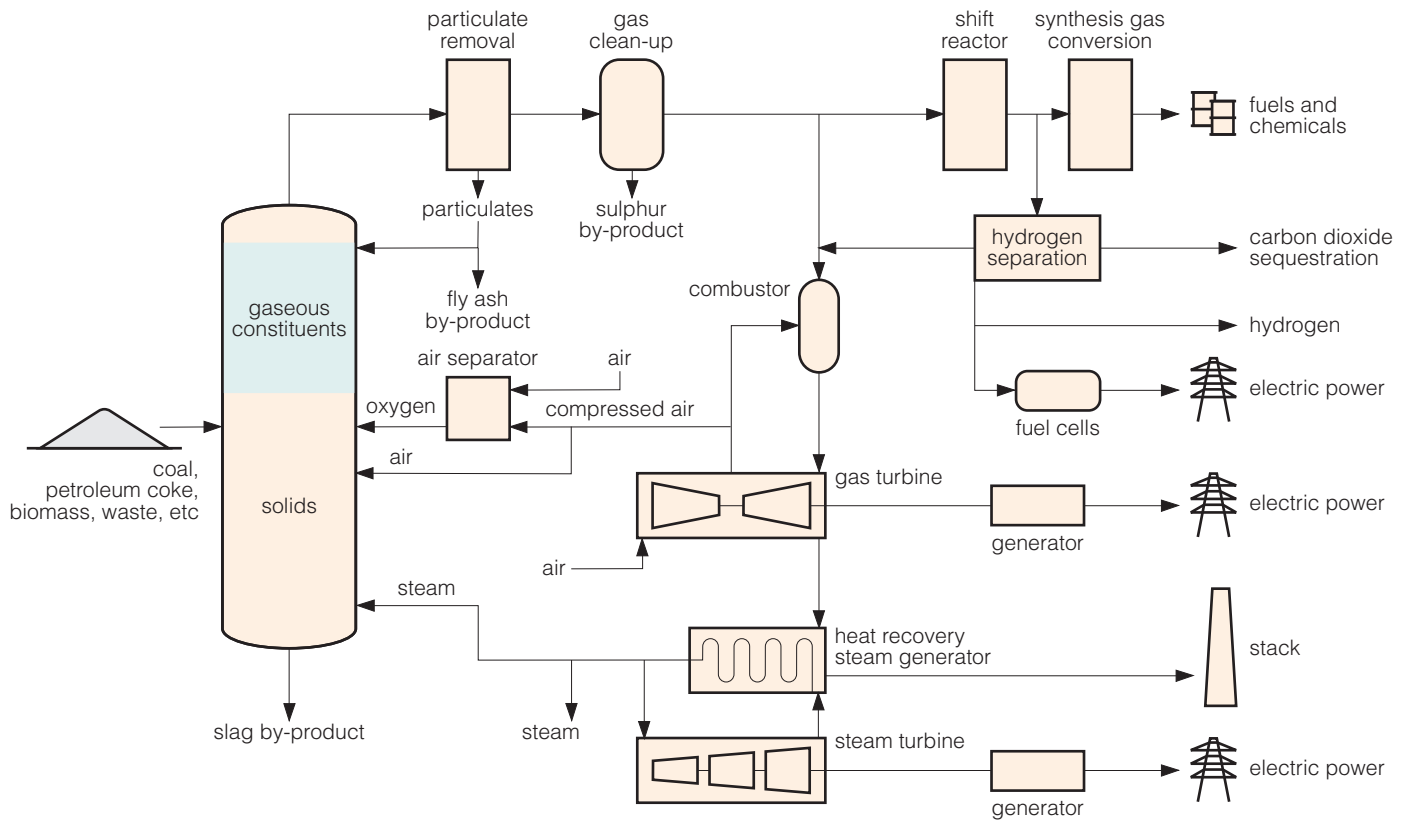 particulate
removal
gas
clean-up
shift
reactor
synthesis gas
conversion
fuels and
chemicals
particulates
sulphur
by-product
hydrogen
separation
carbon dioxide
sequestration
gaseous
constituents
fly ash
by-product
combustor
hydrogen
air separator
air
electric power
oxygen
compressed air
fuel cells
air
coal,
petroleum coke,
biomass, waste, etc
solids
gas turbine
electric power
generator
air
steam
heat recovery
steam generator
stack
slag by-product
steam
steam turbine
electric power
generator